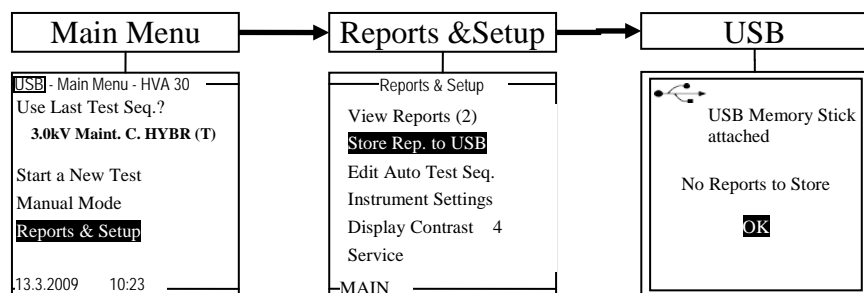 Main Menu
Reports &Setup
USB
USB - Main Menu - HVA 30
Use Last Test Seq.?
3.0kV Maint. C. HYBR (T)
Start a New Test
Manual Mode
Reports & Setup
13.3.2009 10:23
Reports & Setup
View Reports (2)
Store Rep. to USB
Edit Auto Test Seq.
Instrument Settings
Display Contrast 4
Service
MAIN
USB Memory Stick
attached
No Reports to Store
OK